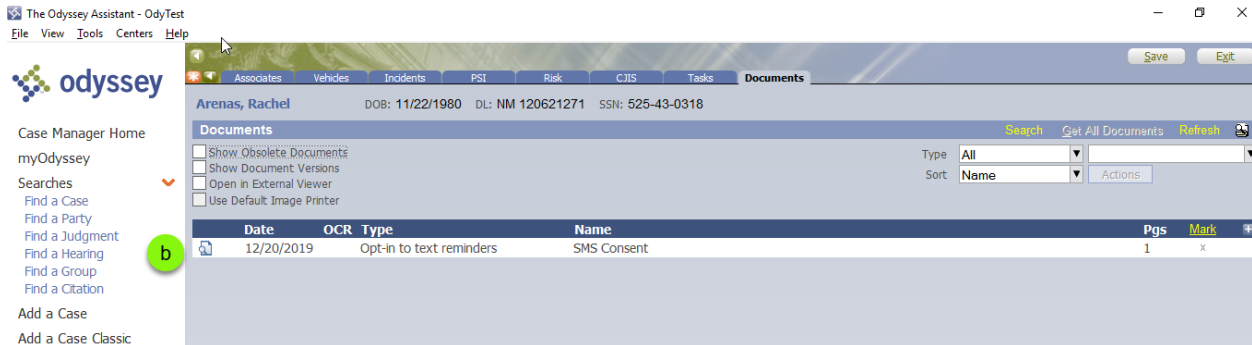 The Odyssey Assistant - OdyTest
File View Tools Centers Help
odyssey
Save Exit
Associates Vehicles Incidents PSI Risk CJIS Tasks Documents
Arenas, Rachel DOB: 11/22/1980 DL: NM 120621271 SSN: 525-43-0318
Case Manager Home
myOdyssey
Searches
Find a Case
Find a Party
Find a Judgment
Find a Hearing
Find a Group
Find a Citation
Add a Case
Add a Case Classic
Documents Search Get All Documents Refresh
Show Obsolete Documents
Show Document Versions
Open in External Viewer
Use Default Image Printer
Type All
Sort Name Actions
Date OCR Type Name Pgs Mark
b
12/20/2019 Opt-in to text reminders SMS Consent 1 x